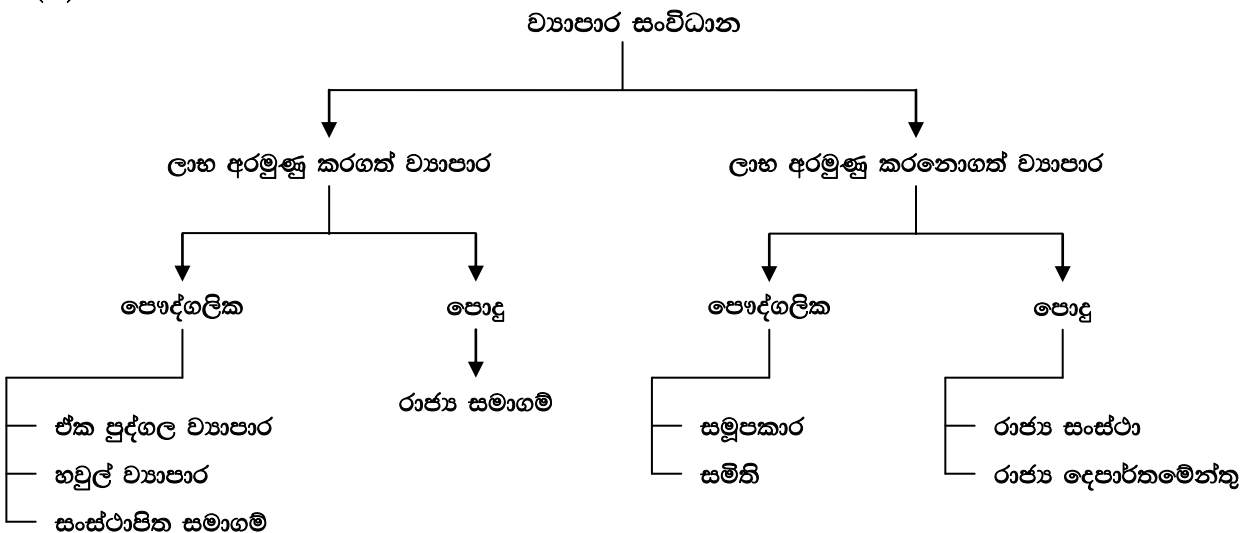 ව්‍යාපාර සංවිධාන
ලාභ අරමුණු කරගත් ව්‍යාපාර
ලාභ අරමුණු කරනොගත් ව්‍යාපාර
පෞද්ගලික
පොදු
පෞද්ගලික
පොදු
රාජ්‍ය සමාගම්
ඒක පුද්ගල ව්‍යාපාර
හවුල් ව්‍යාපාර
සංස්ථාපිත සමාගම්
සමූපකාර
සමිති
රාජ්‍ය සංස්ථා
රාජ්‍ය දෙපාර්තමේන්තු